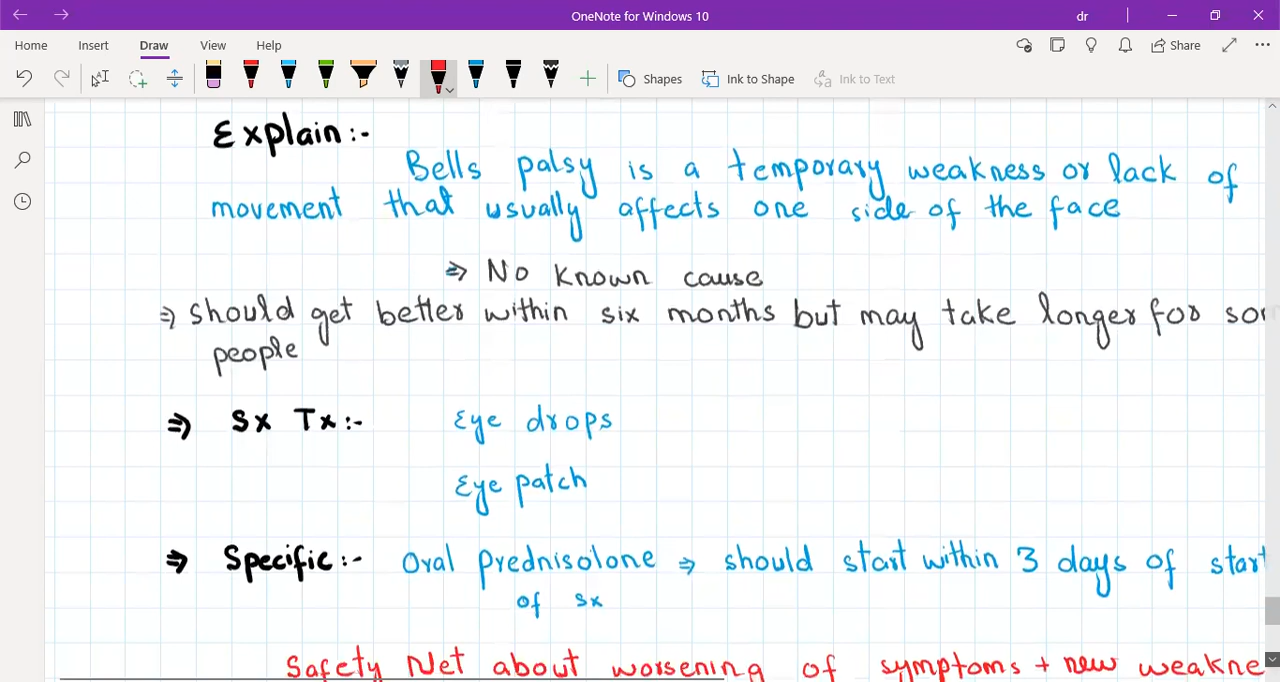 OneNote for Windows 10
dr
Home Insert Draw View Help
Share
Shapes Ink to Shape Ink to Text
Explain:-
Bells palsy is a temporary weakness or lack of
movement that usually affects one side of the face
⇒ No known cause
⇒ should get better within six months but may take longer for som
people
⇒ Sx Tx:- Eye drops
Eye patch
⇒ Specific:- Oral prednisolone ⇒ should start within 3 days of start
of sx
Safety Net about worsening of symptoms + new weakne